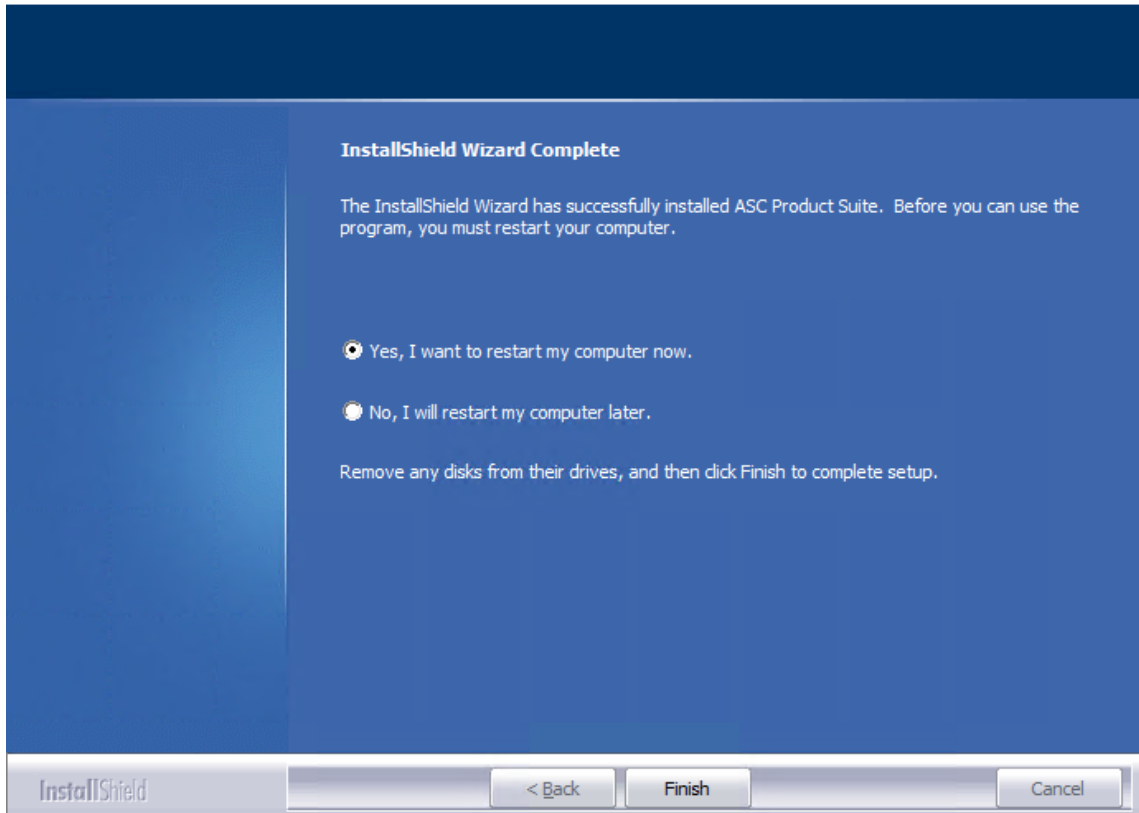 InstallShield Wizard Complete
The InstallShield Wizard has successfully installed ASC Product Suite. Before you can use the
program, you must restart your computer.
Yes, I want to restart my computer now.
No, I will restart my computer later.
Remove any disks from their drives, and then click Finish to complete setup.
InstallShield
< Back
Finish
Cancel